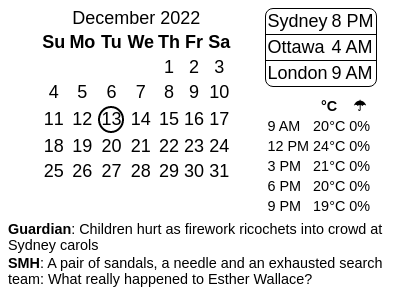 December 2022
Su Mo Tu We Th Fr Sa
1 2 3
4 5 6 7 8 9 10
11 12 13 14 15 16 17
18 19 20 21 22 23 24
25 26 27 28 29 30 31
Sydney 8 PM
Ottawa 4 AM
London 9 AM
°C ☂
9 AM 20°C 0%
12 PM 24°C 0%
3 PM 21°C 0%
6 PM 20°C 0%
9 PM 19°C 0%
Guardian: Children hurt as firework ricochets into crowd at
Sydney carols
SMH: A pair of sandals, a needle and an exhausted search
team: What really happened to Esther Wallace?